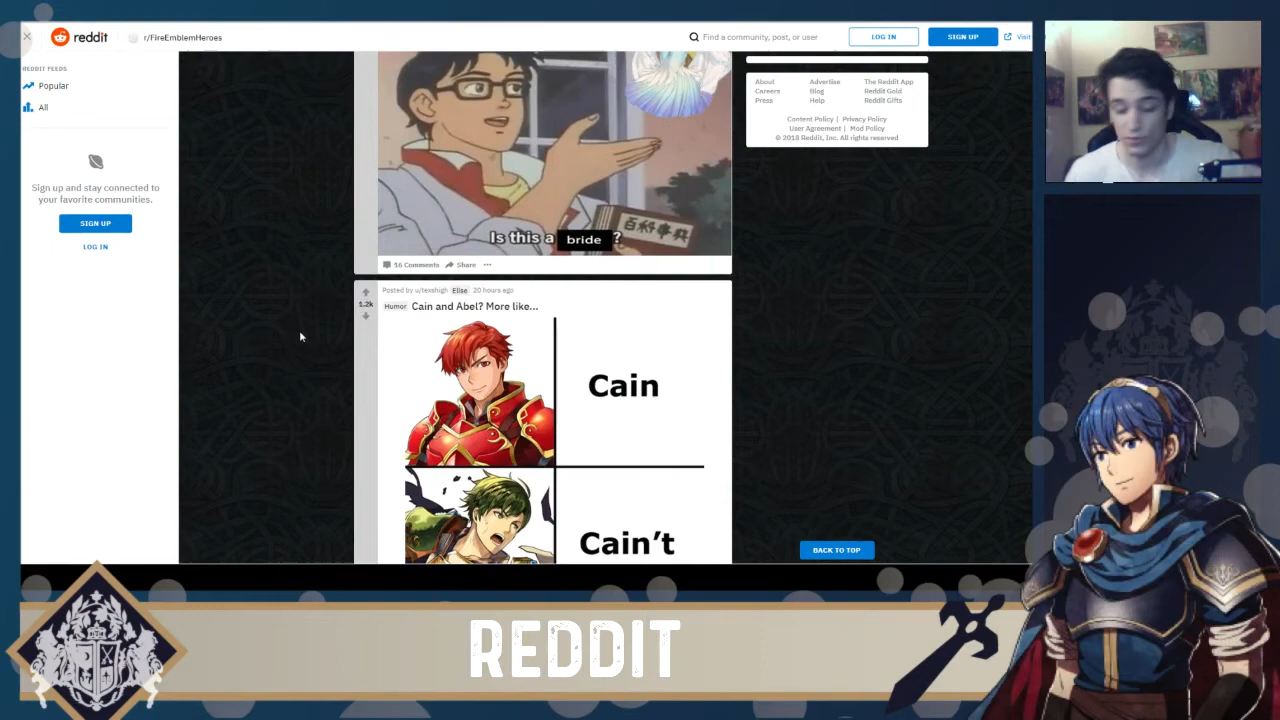 reddit
r/FireEmblemHeroes
Find a community, post, or user
LOG IN
SIGN UP
Visit
REDDIT FEEDS
Popular
All
Sign up and stay connected to
your favorite communities.
SIGN UP
LOG IN
Is this a bride ?
16 Comments Share
About Advertise The Reddit App
Careers Blog Reddit Gold
Press Help Reddit Gifts
Content Policy | Privacy Policy
User Agreement | Mod Policy
© 2018 Reddit, Inc. All rights reserved
Posted by u/texshigh Elise 20 hours ago
1.2k
Humor Cain and Abel? More like...
Cain
Cain't
BACK TO TOP
REDDIT